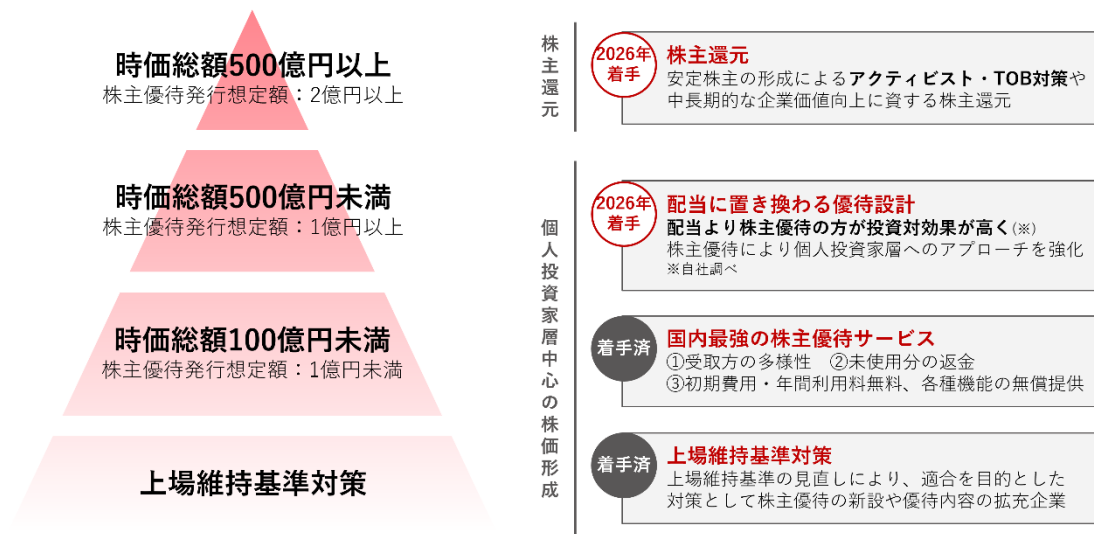 時価総額500億円以上
株主優待発行想定額：2億円以上
時価総額500億円未満
株主優待発行想定額：1億円以上
時価総額100億円未満
株主優待発行想定額：1億円未満
上場維持基準対策
株主還元
2026年
着手
株主還元
安定株主の形成によるアクティビスト・TOB対策や
中長期的な企業価値向上に資する株主還元
個人投資家層中心の株価形成
2026年
着手
配当に置き換わる優待設計
配当より株主優待の方が投資対効果が高く(※)
株主優待により個人投資家層へのアプローチを強化
※自社調べ
着手済
国内最強の株主優待サービス
①受取方の多様性　②未使用分の返金
③初期費用・年間利用料無料、各種機能の無償提供
着手済
上場維持基準対策
上場維持基準の見直しにより、適合を目的とした
対策として株主優待の新設や優待内容の拡充企業